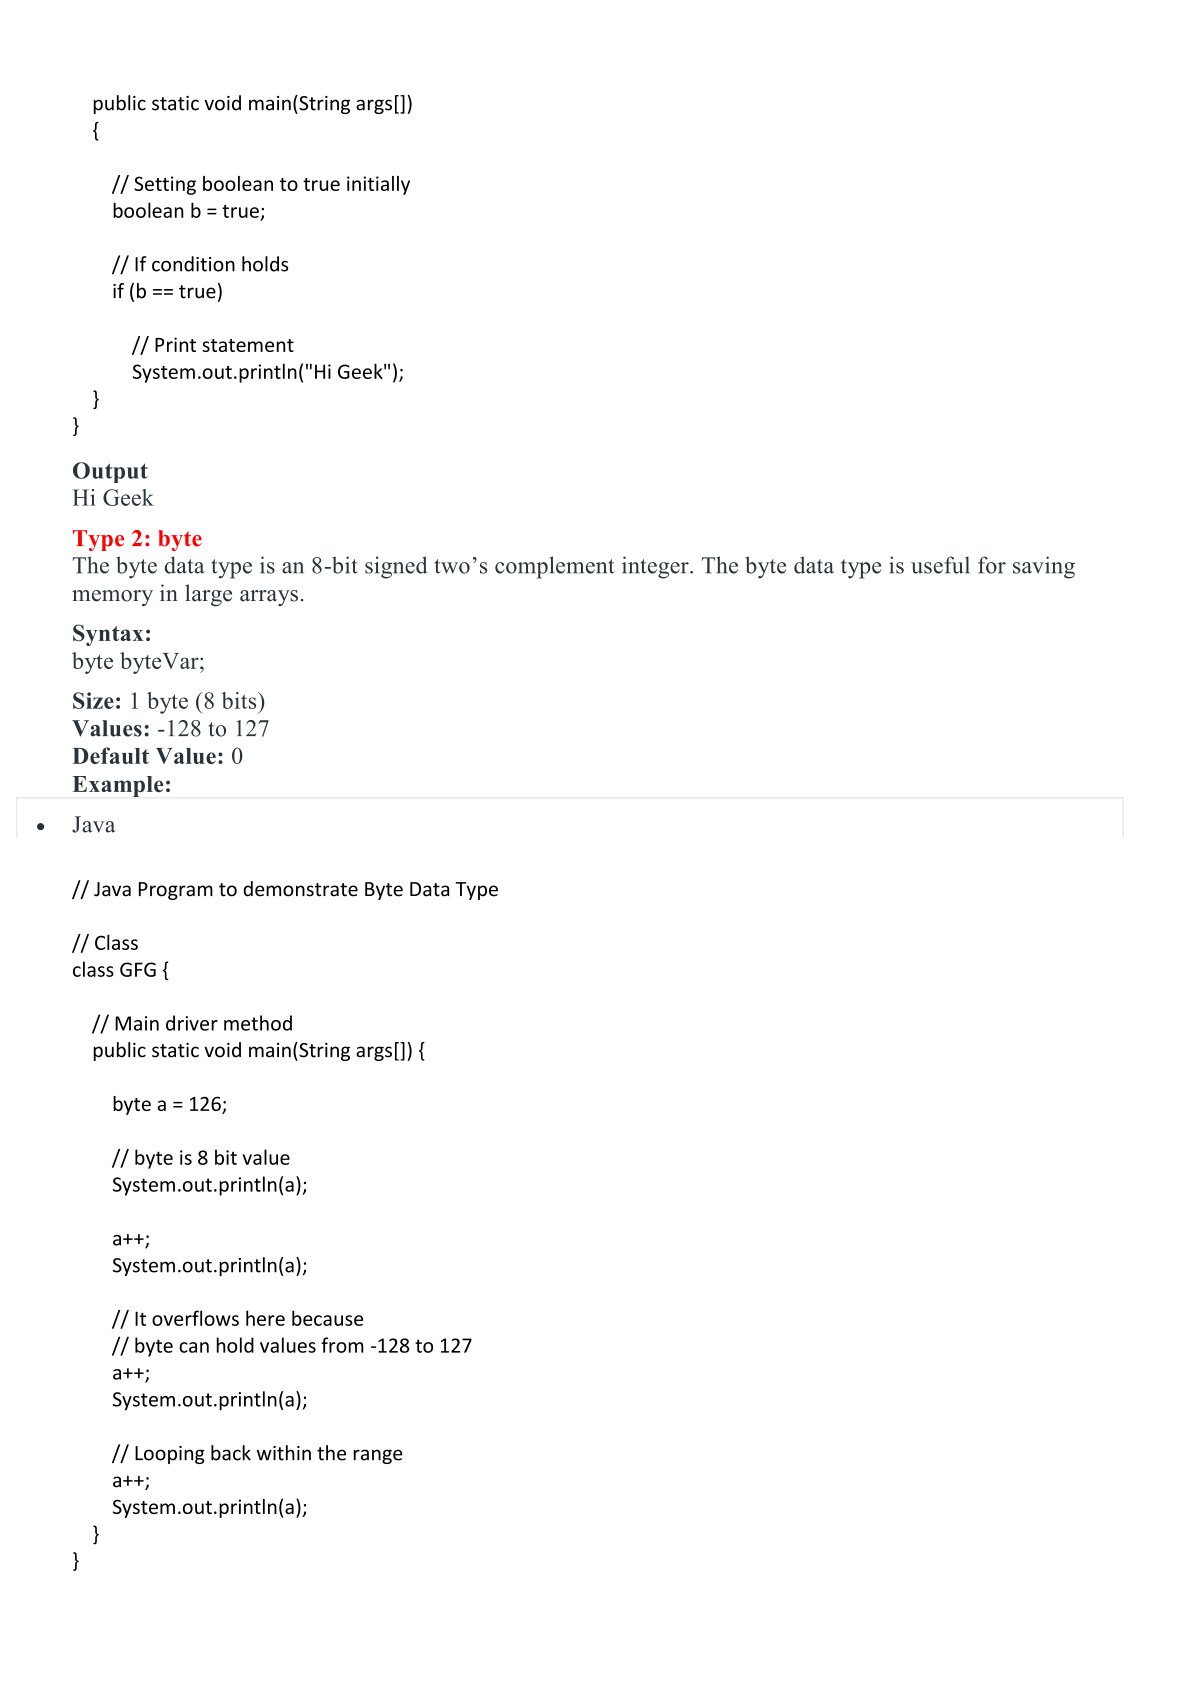 public static void main(String args[])
{
// Setting boolean to true initially
boolean b = true;
// If condition holds
if (b == true)
// Print statement
System.out.println("Hi Geek");
}
}
Output
Hi Geek
Type 2: byte
The byte data type is an 8-bit signed two’s complement integer. The byte data type is useful for saving
memory in large arrays.
Syntax:
byte byteVar;
Size: 1 byte (8 bits)
Values: -128 to 127
Default Value: 0
Example:
• Java
// Java Program to demonstrate Byte Data Type
// Class
class GFG {
// Main driver method
public static void main(String args[]) {
byte a = 126;
// byte is 8 bit value
System.out.println(a);
a++;
System.out.println(a);
// It overflows here because
// byte can hold values from -128 to 127
a++;
System.out.println(a);
// Looping back within the range
a++;
System.out.println(a);
}
}